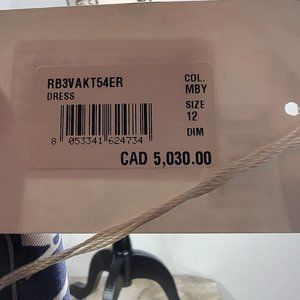 RB3VAKT54ER
DRESS
COL.
MBY
SIZE
12
DIM
8 053341 624734
CAD 5,030.00